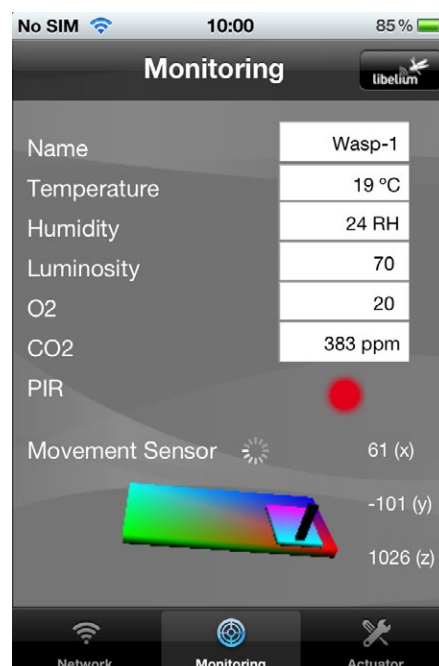 No SIM 10:00 85 %
Monitoring
libelium
Name Wasp-1
Temperature 19 ºC
Humidity 24 RH
Luminosity 70
O2 20
CO2 383 ppm
PIR
Movement Sensor 61 (x)
-101 (y)
1026 (z)
Network Monitoring Actuator